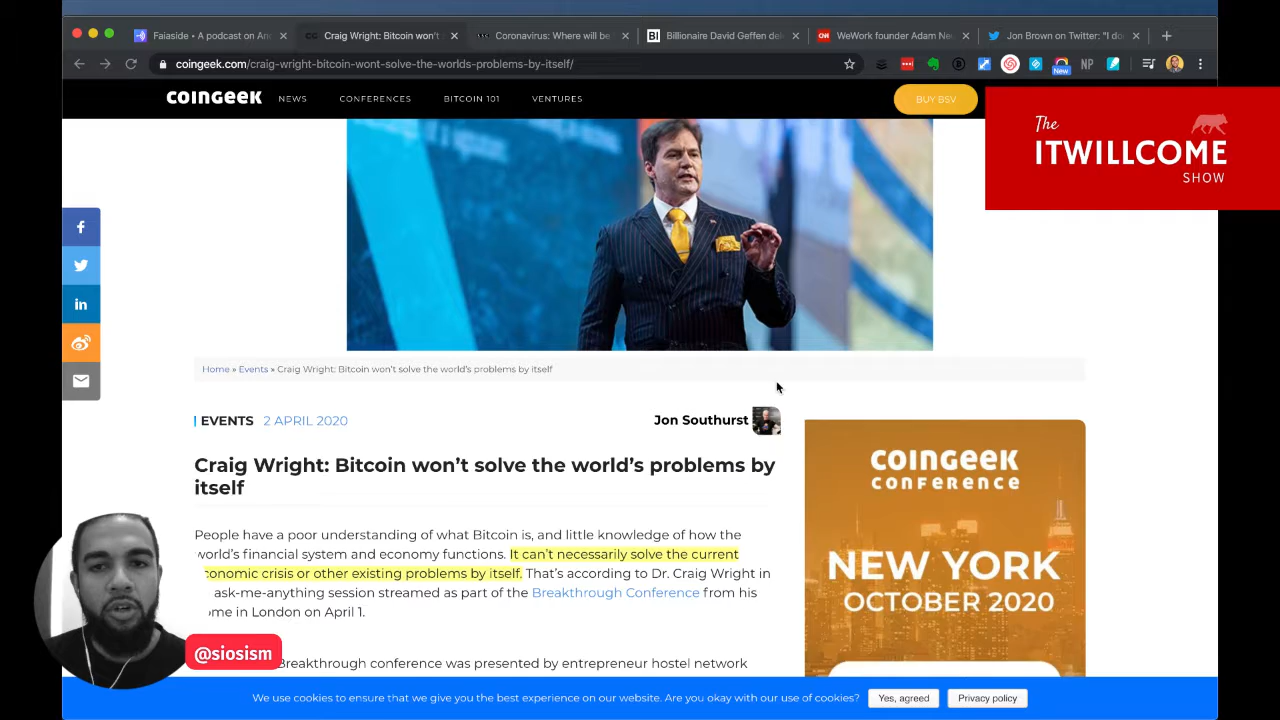 Faiaside • A podcast on An
Craig Wright: Bitcoin won't
Coronavirus: Where will be
BI
Billionaire David Geffen del
CNN
WeWork founder Adam Ne
Jon Brown on Twitter: "I do
coingeek.com/craig-wright-bitcoin-wont-solve-the-worlds-problems-by-itself/
New
NP
COINGEEK
NEWS
CONFERENCES
BITCOIN 101
VENTURES
BUY BSV
The
ITWILLCOME
SHOW
Home » Events » Craig Wright: Bitcoin won't solve the world's problems by itself
EVENTS 2 APRIL 2020
Jon Southurst
Craig Wright: Bitcoin won't solve the world's problems by
itself
People have a poor understanding of what Bitcoin is, and little knowledge of how the
world's financial system and economy functions. It can't necessarily solve the current
conomic crisis or other existing problems by itself. That's according to Dr. Craig Wright in
ask-me-anything session streamed as part of the Breakthrough Conference from his
ome in London on April 1.
Breakthrough conference was presented by entrepreneur hostel network
COINGEEK
CONFERENCE
NEW YORK
OCTOBER 2020
@siosism
We use cookies to ensure that we give you the best experience on our website. Are you okay with our use of cookies?
Yes, agreed
Privacy policy